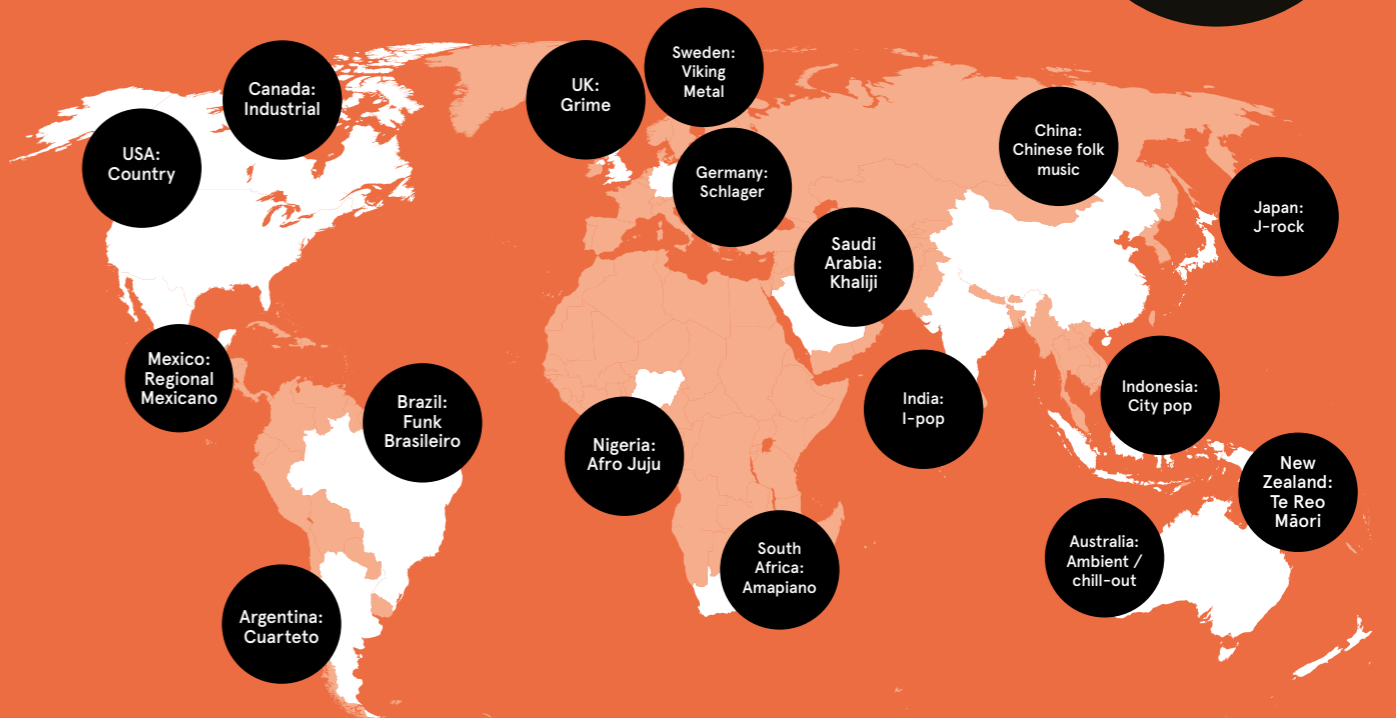 Canada:
Industrial
USA:
Country
UK:
Grime
Sweden:
Viking
Metal
Germany:
Schlager
China:
Chinese folk
music
Japan:
J-rock
Saudi
Arabia:
Khaliji
Mexico:
Regional
Mexicano
Brazil:
Funk
Brasileiro
Nigeria:
Afro Juju
India:
I-pop
Indonesia:
City pop
New
Zealand:
Te Reo
Māori
South
Africa:
Amapiano
Australia:
Ambient /
chill-out
Argentina:
Cuarteto